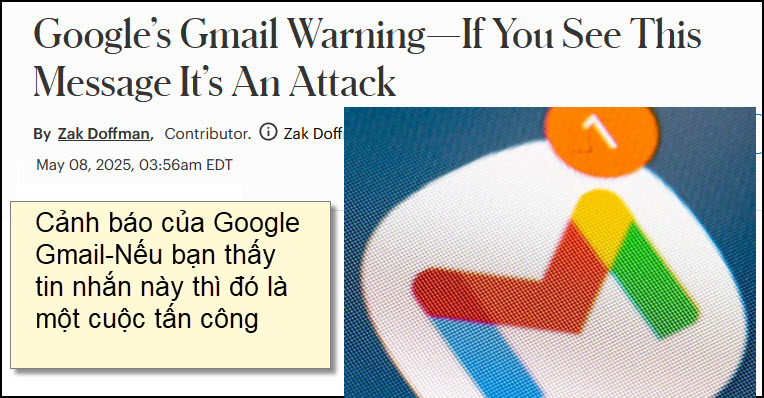 Google’s Gmail Warning—If You See This
Message It’s An Attack
By Zak Doffman, Contributor. ⓘ Zak Doff
May 08, 2025, 03:56am EDT
1
Cảnh báo của Google
Gmail-Nếu bạn thấy
tin nhắn này thì đó là
một cuộc tấn công